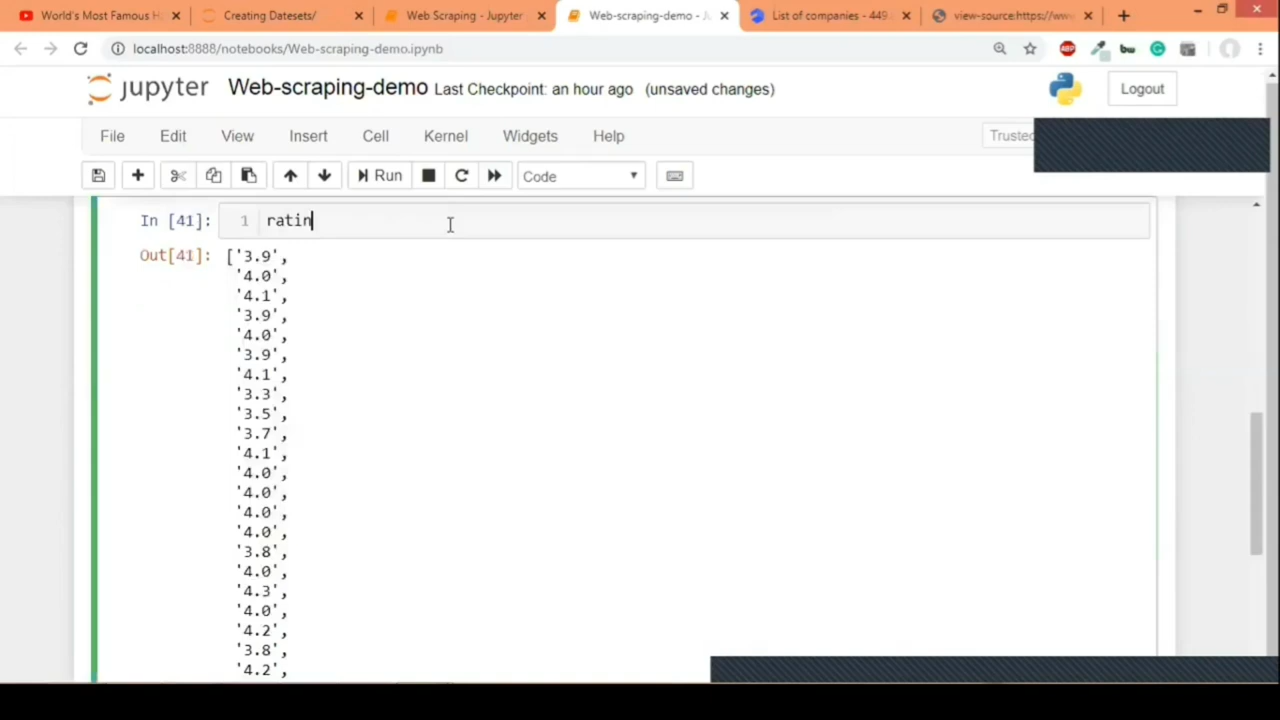 World's Most Famous H
Creating Datesets/
Web Scraping - Jupyter
Web-scraping-demo - J
List of companies - 449
view-source:https://ww
localhost:8888/notebooks/Web-scraping-demo.ipynb
ABP
jupyter Web-scraping-demo Last Checkpoint: an hour ago (unsaved changes)
Logout
File Edit View Insert Cell Kernel Widgets Help
Trusted
Run
Code
In [41]: 1 ratin
Out[41]: ['3.9',
'4.0',
'4.1',
'3.9',
'4.0',
'3.9',
'4.1',
'3.3',
'3.5',
'3.7',
'4.1',
'4.0',
'4.0',
'4.0',
'4.0',
'3.8',
'4.0',
'4.3',
'4.0',
'4.2',
'3.8',
'4.2',